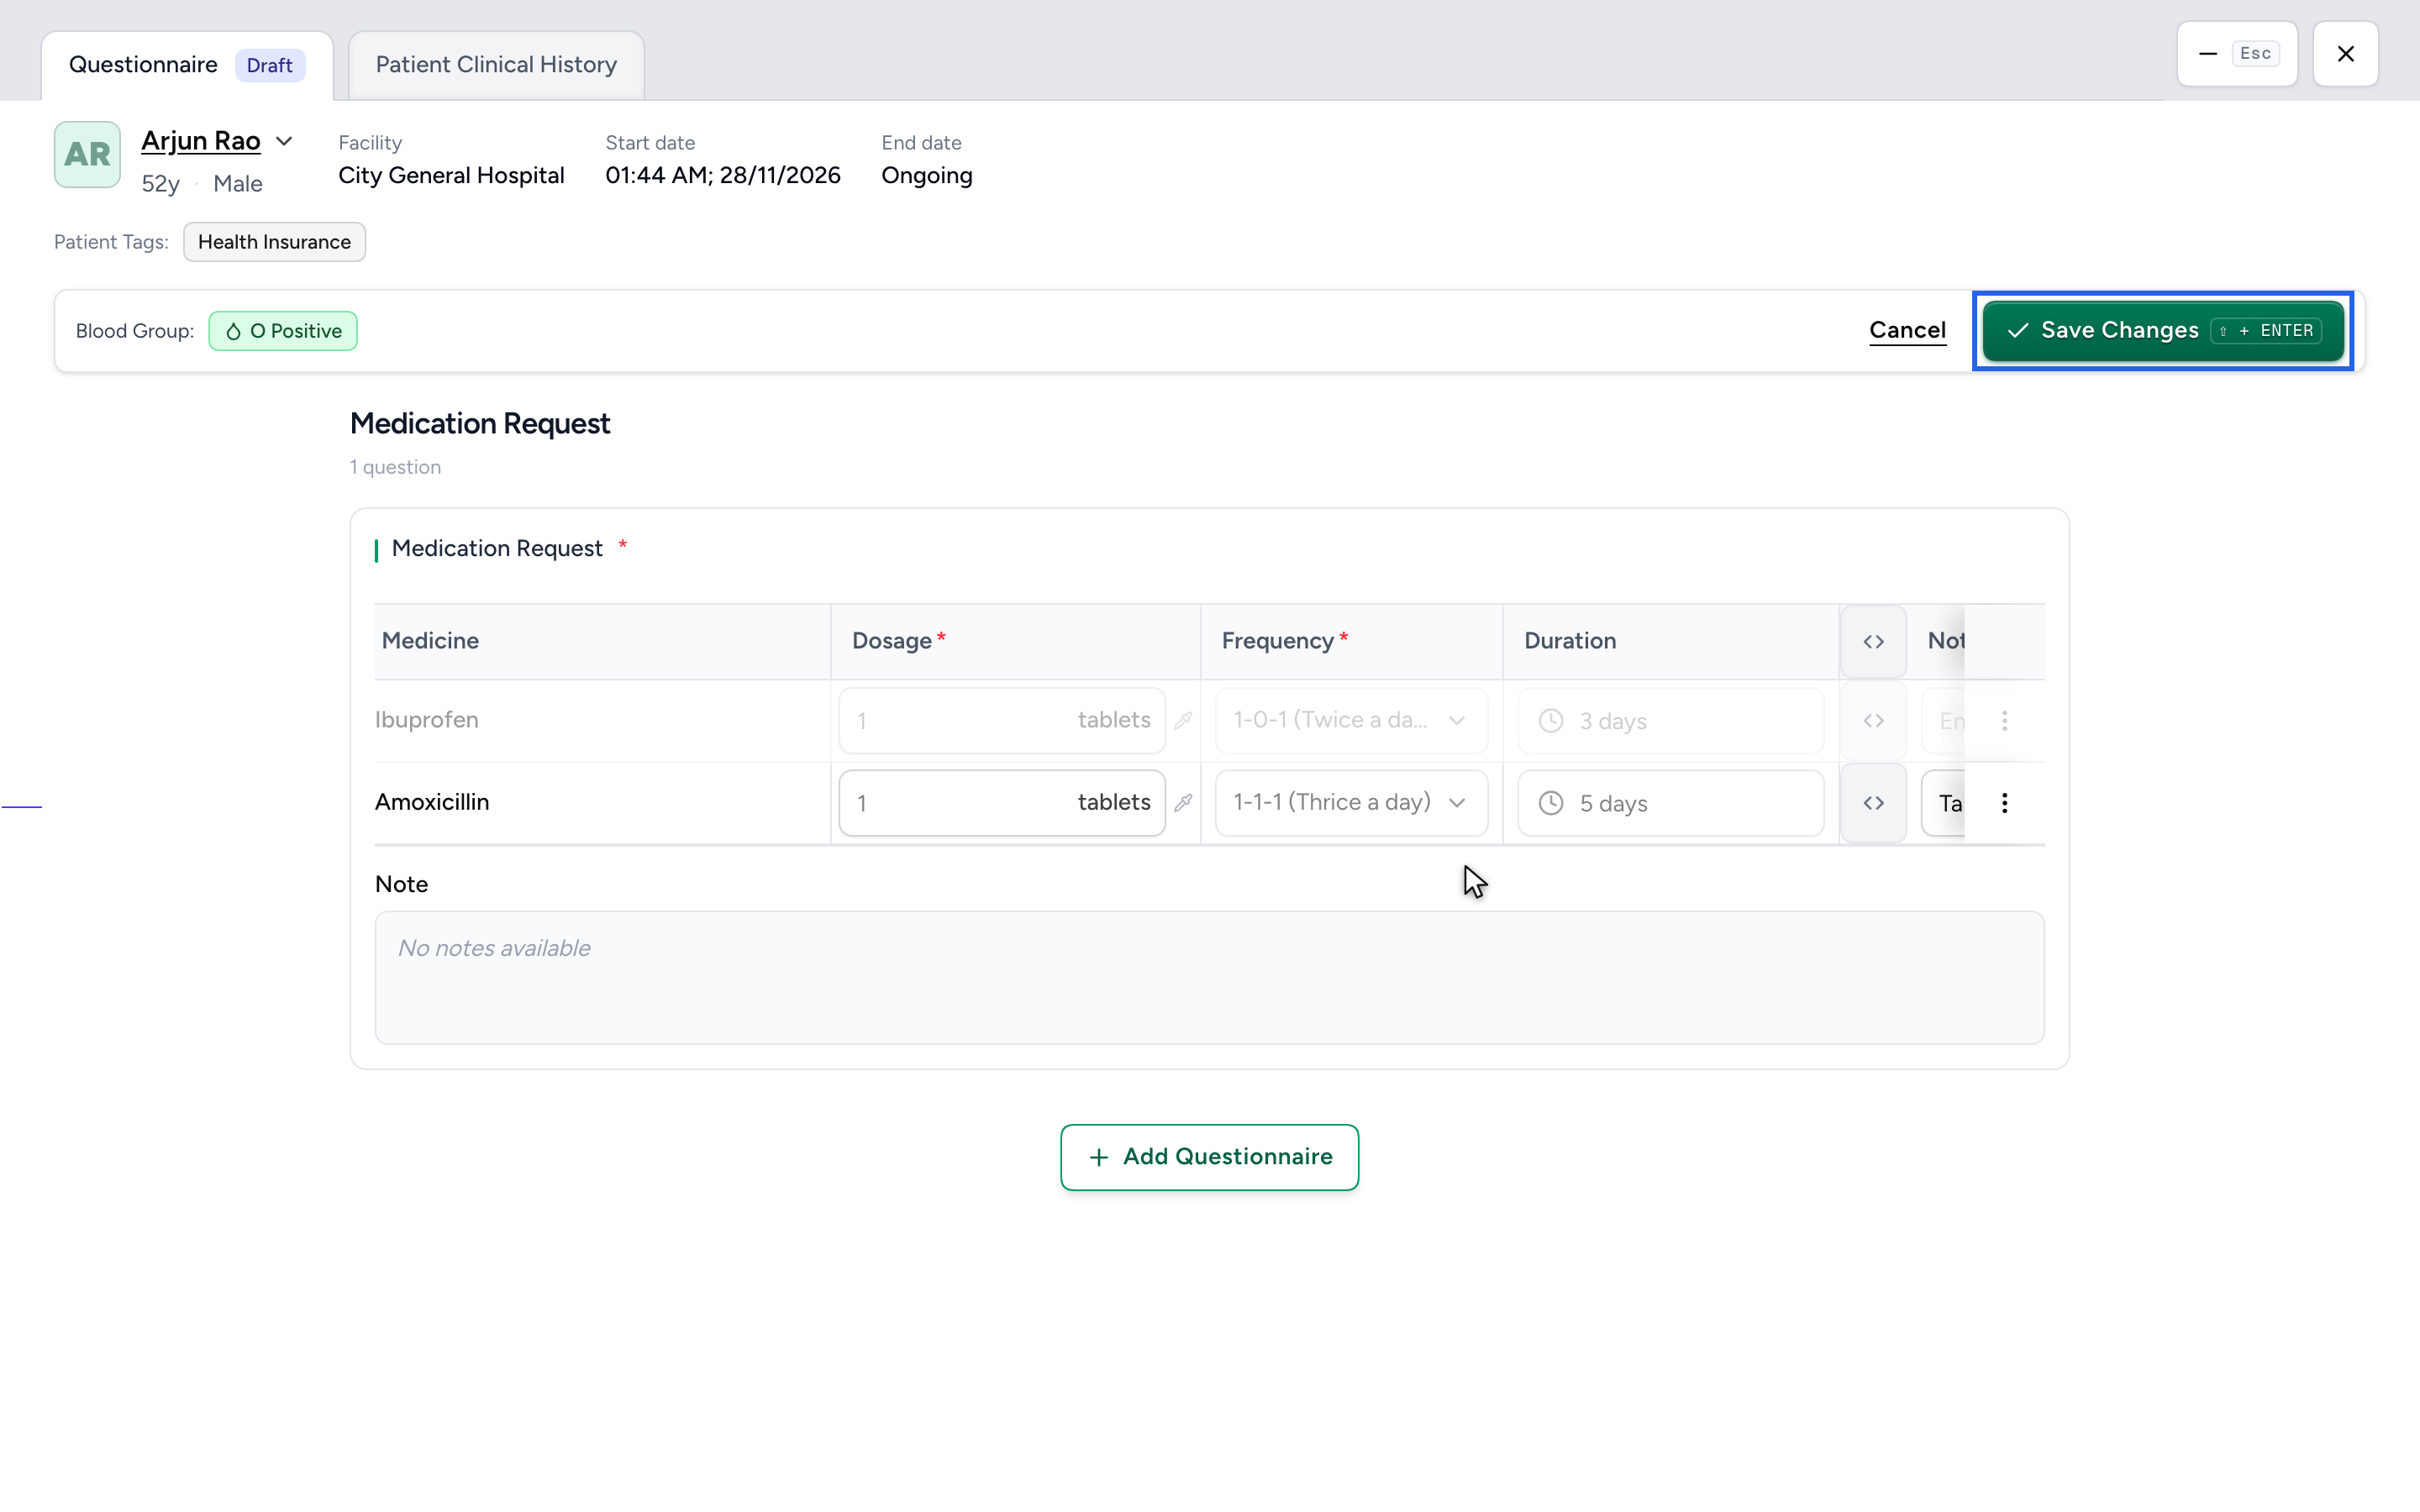 Questionnaire Draft Patient Clinical History Esc
AR Arjun Rao
52y · Male
Facility
City General Hospital
Start date
01:44 AM; 28/11/2026
End date
Ongoing
Patient Tags: Health Insurance
Blood Group: O Positive Cancel Save Changes ⇧ + ENTER
Medication Request
1 question
Medication Request *
Medicine Dosage * Frequency * Duration <> Not
Ibuprofen 1 tablets 1-0-1 (Twice a da... 3 days <> En
Amoxicillin 1 tablets 1-1-1 (Thrice a day) 5 days <> Ta
Note
No notes available
+ Add Questionnaire